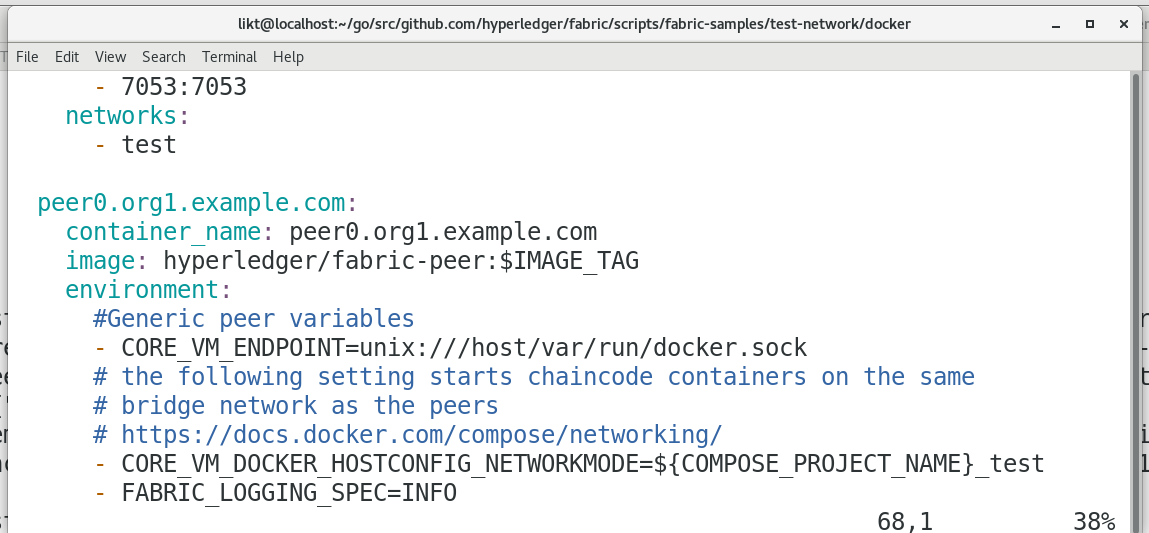 likt@localhost:~/go/src/github.com/hyperledger/fabric/scripts/fabric-samples/test-network/docker
File Edit View Search Terminal Help
- 7053:7053
networks:
- test
peer0.org1.example.com:
container_name: peer0.org1.example.com
image: hyperledger/fabric-peer:$IMAGE_TAG
environment:
#Generic peer variables
- CORE_VM_ENDPOINT=unix:///host/var/run/docker.sock
# the following setting starts chaincode containers on the same
# bridge network as the peers
# https://docs.docker.com/compose/networking/
- CORE_VM_DOCKER_HOSTCONFIG_NETWORKMODE=${COMPOSE_PROJECT_NAME}_test
- FABRIC_LOGGING_SPEC=INFO
68,1 38%